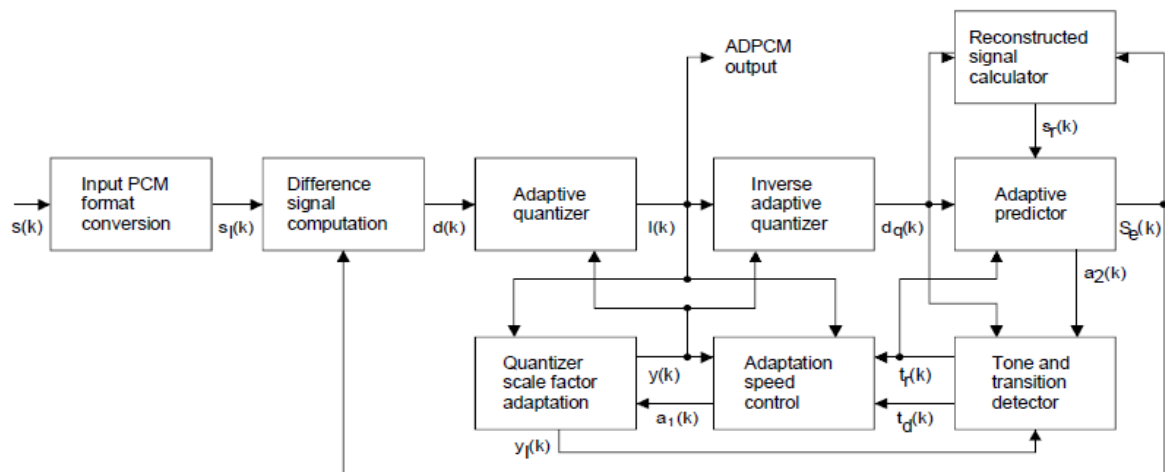 ADPCM
output
Reconstructed
signal
calculator
sr(k)
Input PCM
format
conversion
Difference
signal
computation
Adaptive
quantizer
Inverse
adaptive
quantizer
Adaptive
predictor
s(k)
sl(k)
d(k)
I(k)
dq(k)
Se(k)
a2(k)
Quantizer
scale factor
adaptation
y(k)
a1(k)
Adaptation
speed
control
tr(k)
td(k)
Tone and
transition
detector
yl(k)